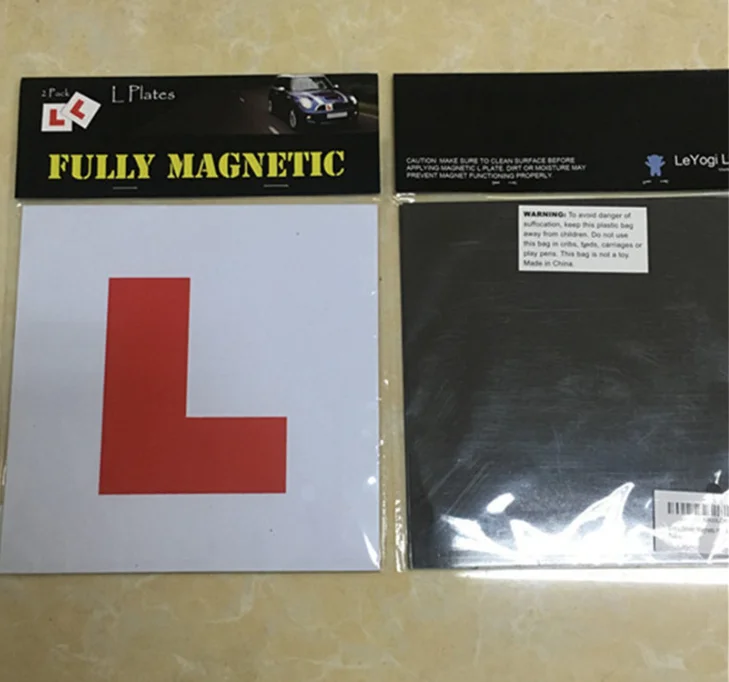 2 Pack
L L
L Plates
FULLY MAGNETIC
L
CAUTION: MAKE SURE TO CLEAN SURFACE BEFORE
APPLYING MAGNETIC L PLATE. DIRT OR MOISTURE MAY
PREVENT MAGNET FUNCTIONING PROPERLY.
LeYogi L
WARNING: To avoid danger of
suffocation, keep this plastic bag
away from children. Do not use
this bag in cribs, beds, carriages or
play pens. This bag is not a toy.
Made in China.